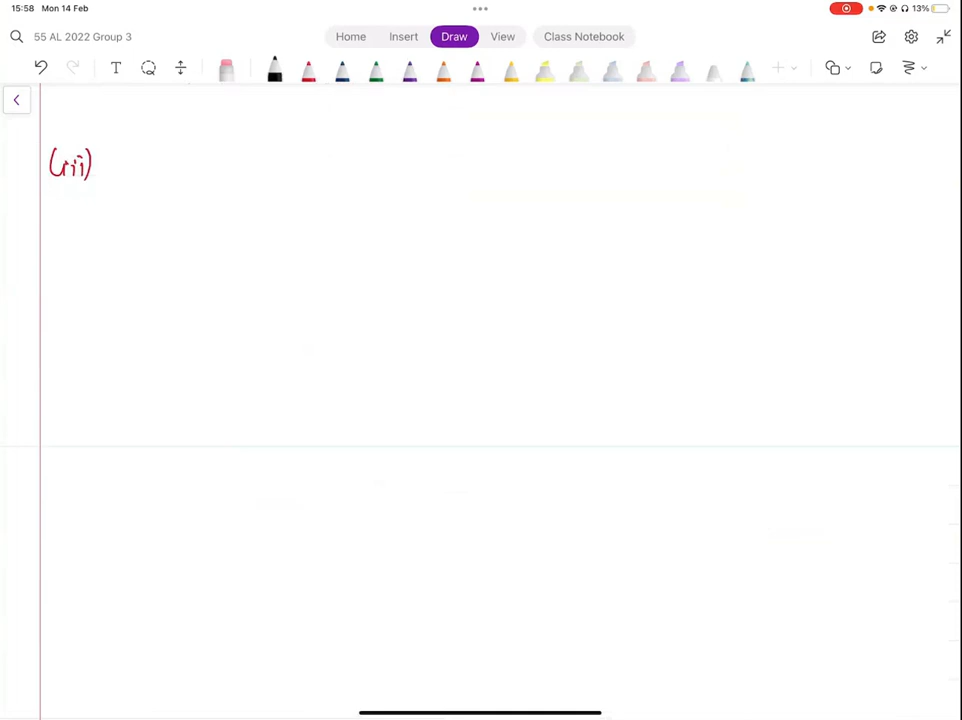 15:58 Mon 14 Feb
13%
55 AL 2022 Group 3
Home Insert Draw View Class Notebook
T
(iii)